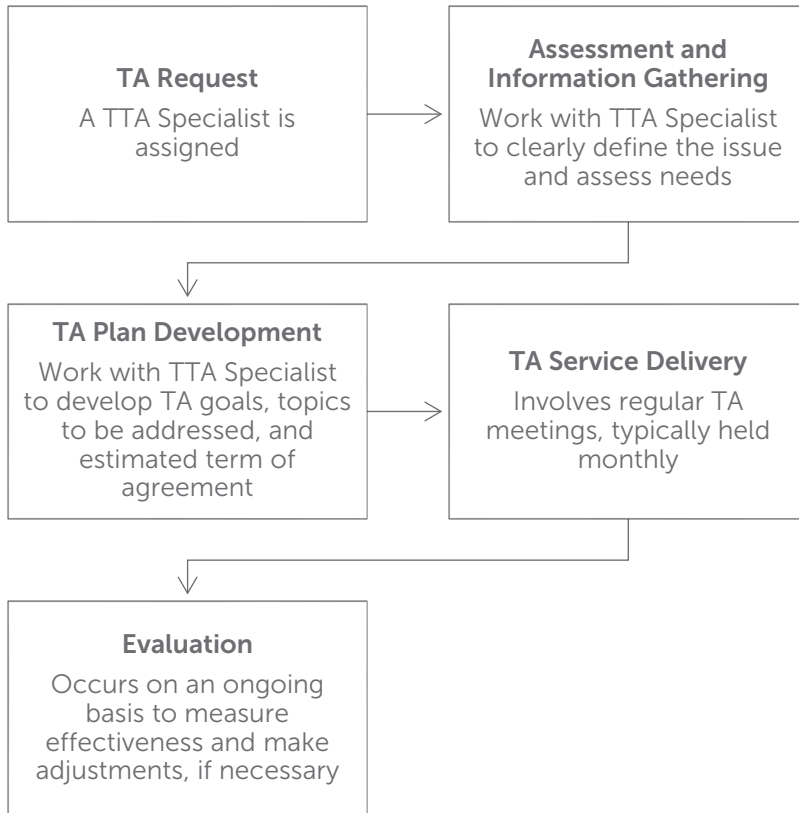 TA Request
A TTA Specialist is
assigned
Assessment and
Information Gathering
Work with TTA Specialist
to clearly define the issue
and assess needs
TA Plan Development
Work with TTA Specialist
to develop TA goals, topics
to be addressed, and
estimated term of
agreement
TA Service Delivery
Involves regular TA
meetings, typically held
monthly
Evaluation
Occurs on an ongoing
basis to measure
effectiveness and make
adjustments, if necessary